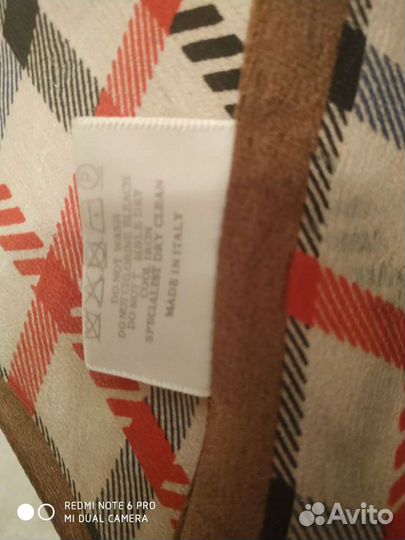 DO NOT WASH
DO NOT CHLORINE BLEACH
DO NOT TUMBLE DRY
COOL IRON
SPECIALIST DRY CLEAN
MADE IN ITALY
REDMI NOTE 6 PRO
MI DUAL CAMERA
Avito